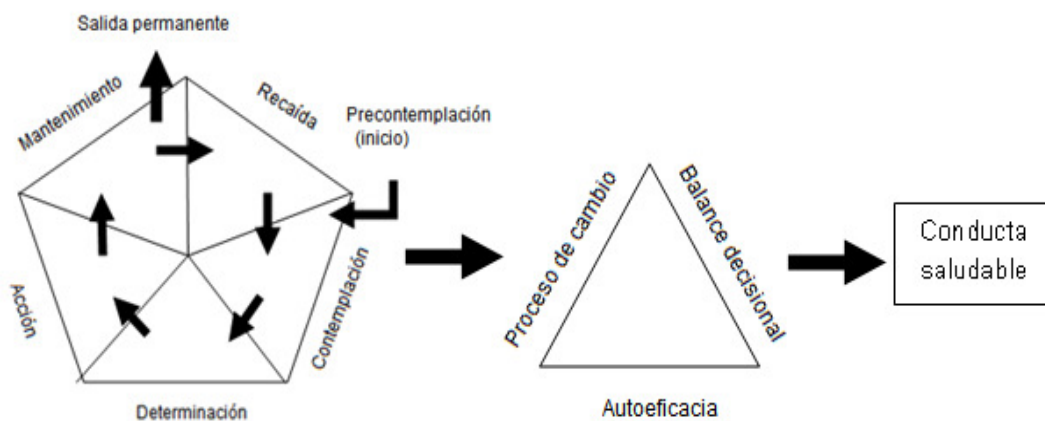 Salida permanente
Mantenimiento
Recaída
Precontemplación
(inicio)
Acción
Contemplación
Determinación
Proceso de cambio
Balance decisional
Autoeficacia
Conducta
saludable